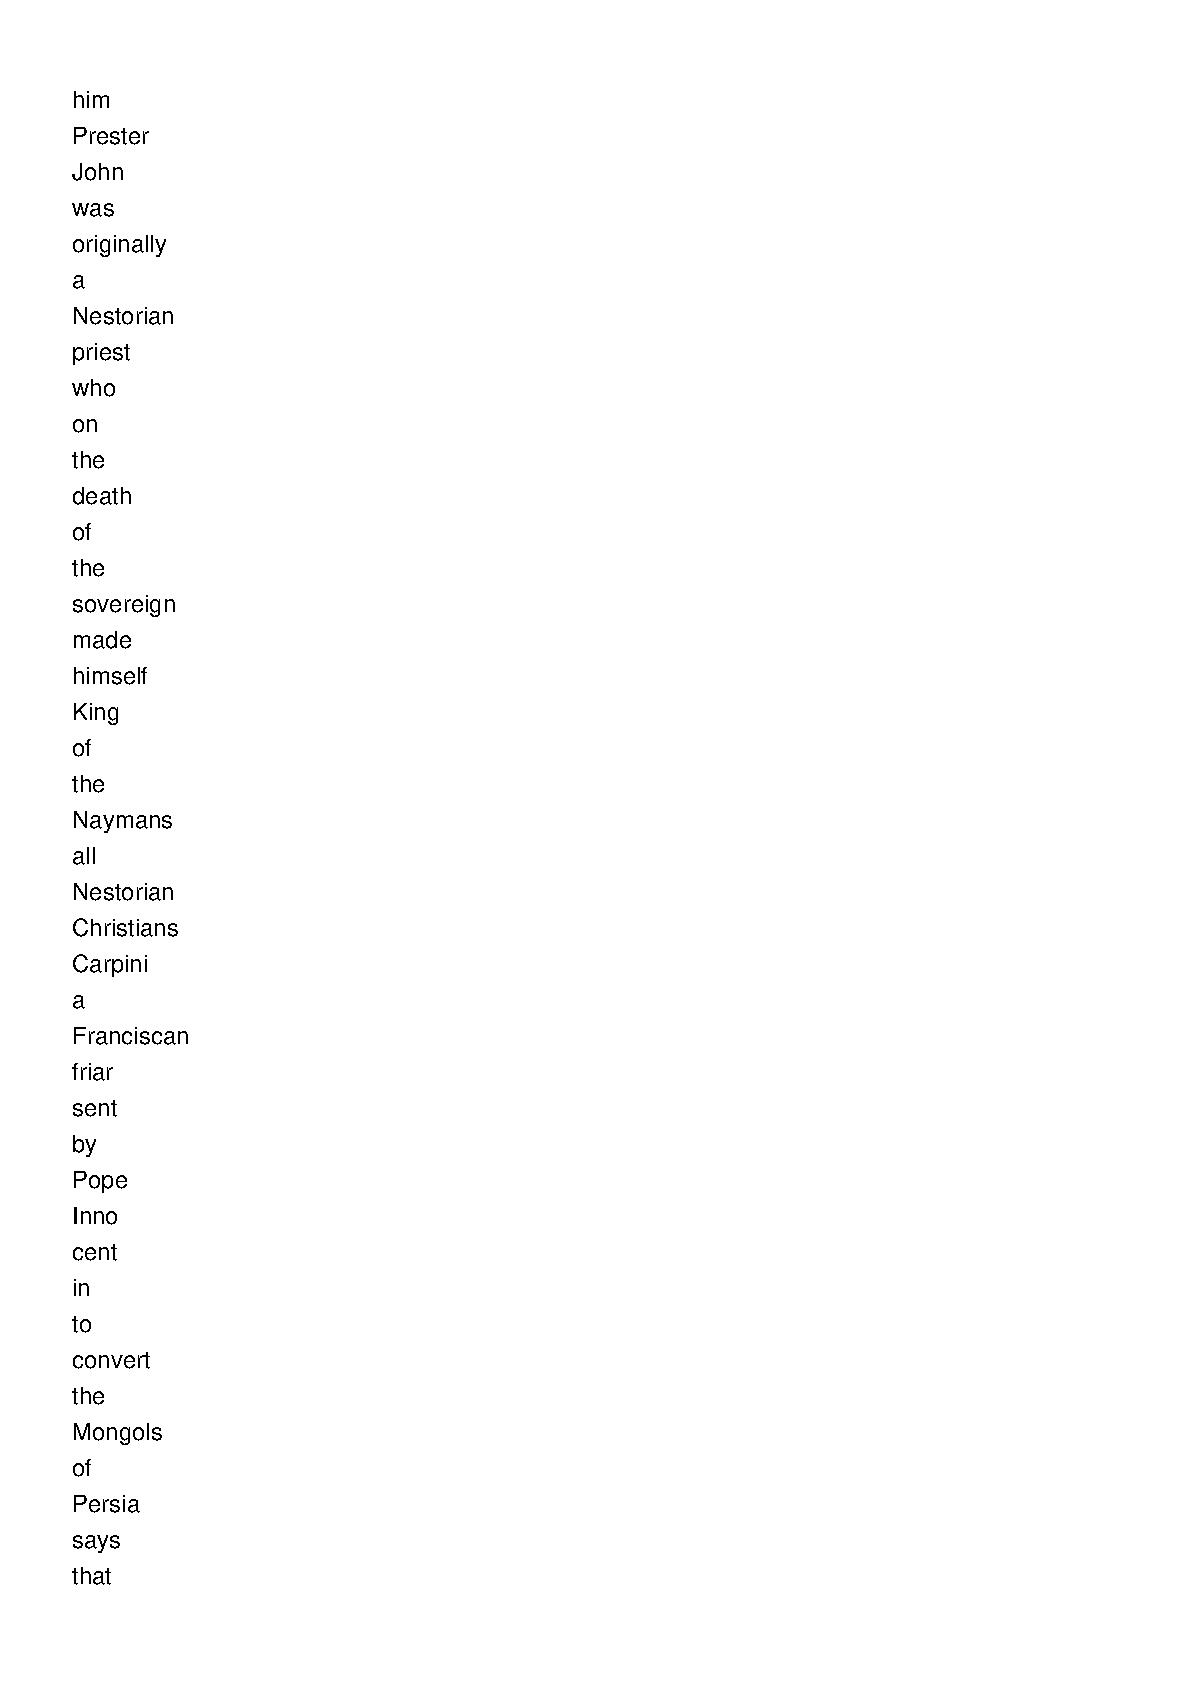 him
Prester
John
was
originally
a
Nestorian
priest
who
on
the
death
of
the
sovereign
made
himself
King
of
the
Naymans
all
Nestorian
Christians
Carpini
a
Franciscan
friar
sent
by
Pope
Inno
cent
in
to
convert
the
Mongols
of
Persia
says
that